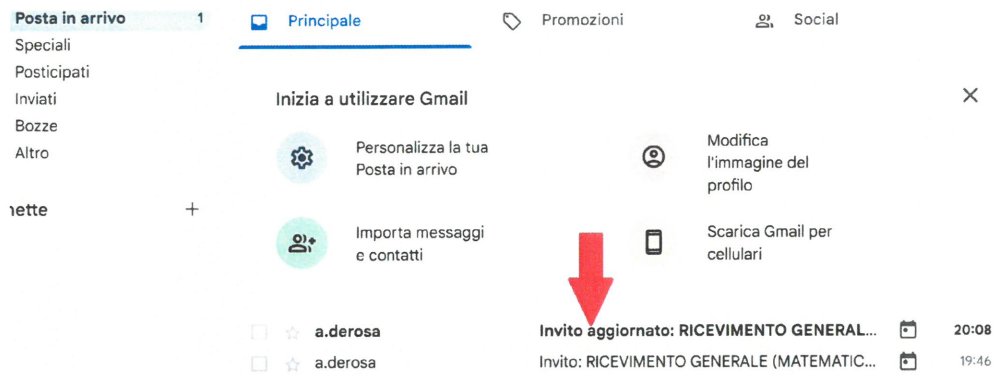 Posta in arrivo 1
Speciali
Posticipati
Inviati
Bozze
Altro
nette +
Principale
Promozioni
Social
Inizia a utilizzare Gmail
Personalizza la tua
Posta in arrivo
Modifica
l'immagine del
profilo
Importa messaggi
e contatti
Scarica Gmail per
cellulari
a.derosa Invito aggiornato: RICEVIMENTO GENERAL... 20:08
a.derosa Invito: RICEVIMENTO GENERALE (MATEMATIC... 19:46